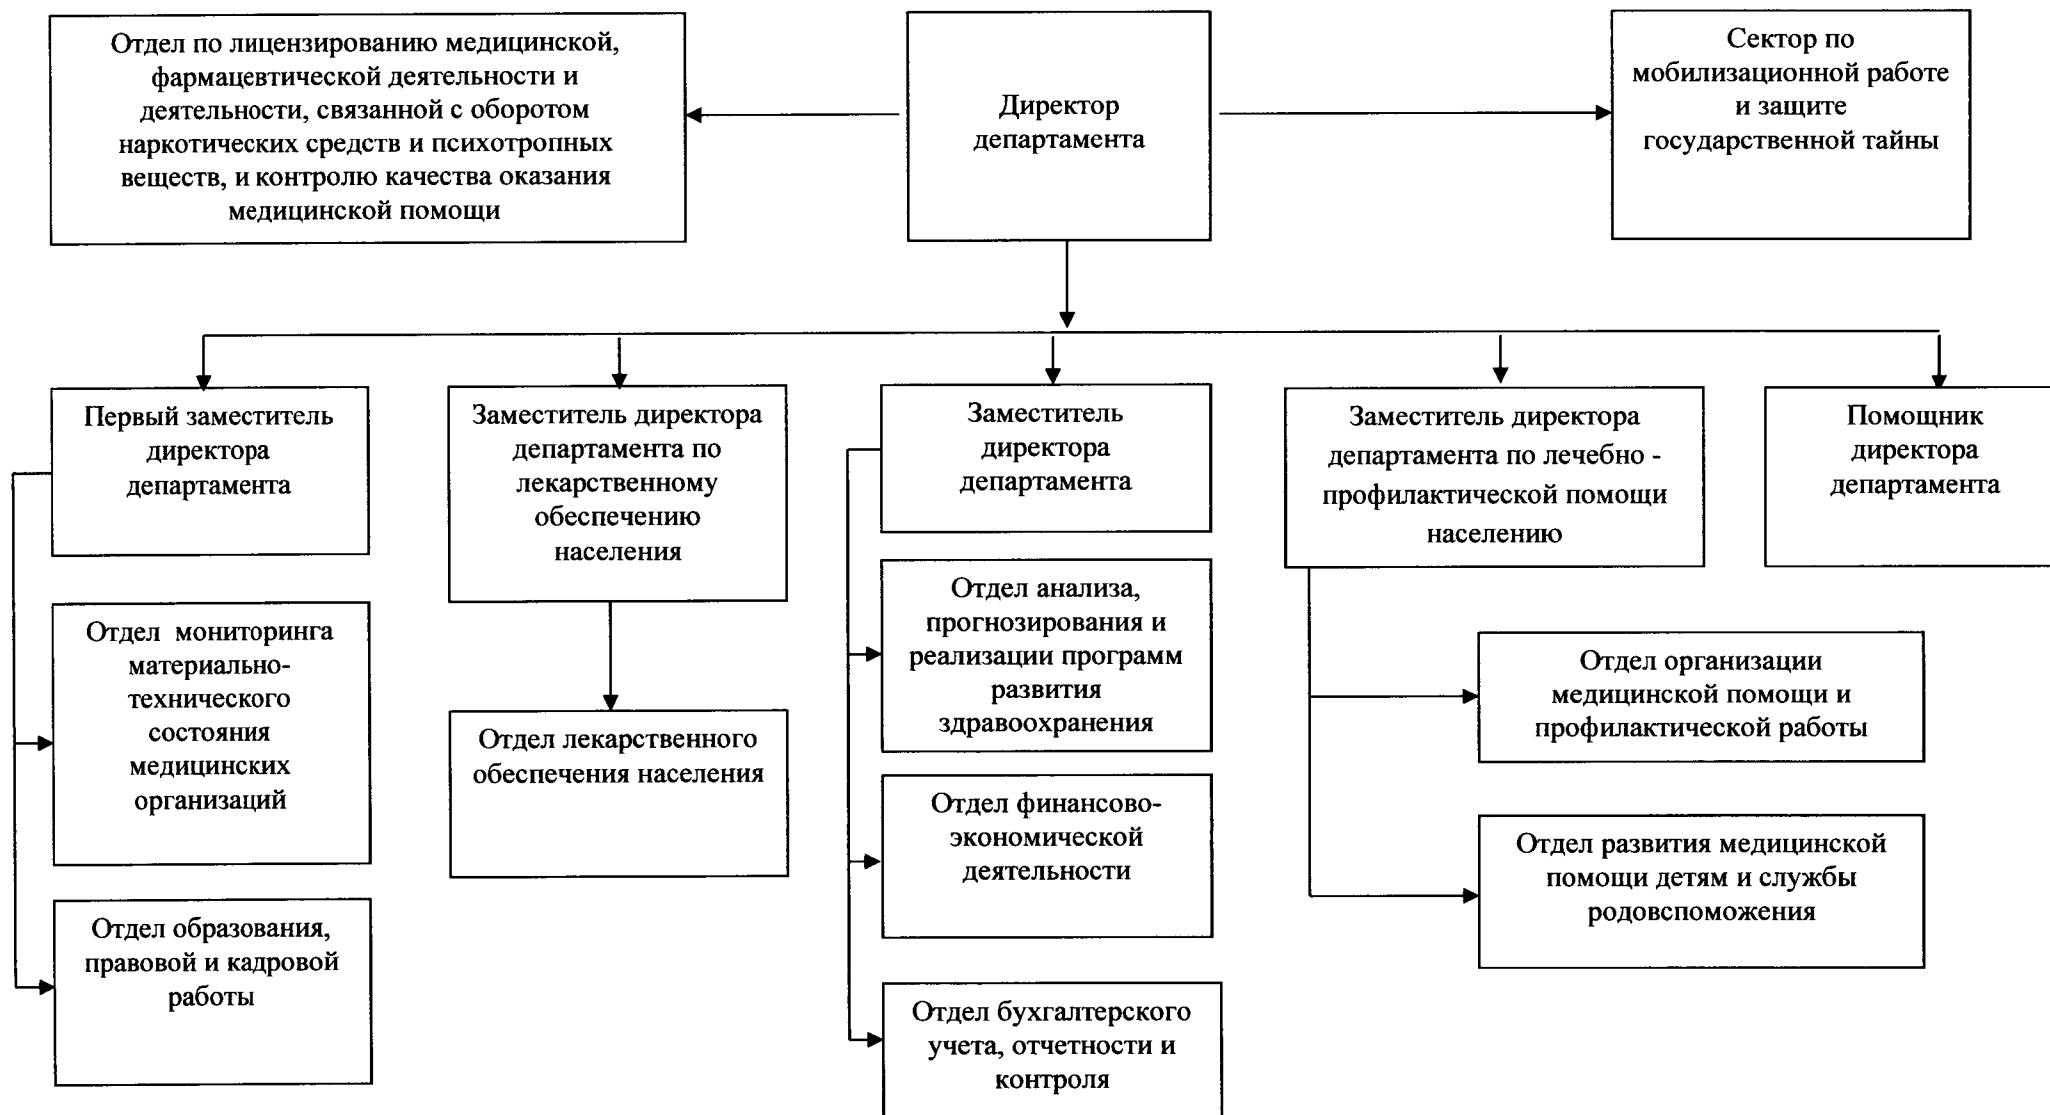 Отдел по лицензированию медицинской,
фармацевтической деятельности и
деятельности, связанной с оборотом
наркотических средств и психотропных
веществ, и контролю качества оказания
медицинской помощи
Директор
департамента
Сектор по
мобилизационной работе
и защите
государственной тайны
Первый заместитель
директора
департамента
Заместитель директора
департамента по
лекарственному
обеспечению
населения
Заместитель
директора
департамента
Заместитель директора
департамента по лечебно -
профилактической помощи
населению
Помощник
директора
департамента
Отдел мониторинга
материально-
технического
состояния
медицинских
организаций
Отдел образования,
правовой и кадровой
работы
Отдел лекарственного
обеспечения населения
Отдел анализа,
прогнозирования и
реализации программ
развития
здравоохранения
Отдел финансово-
экономической
деятельности
Отдел бухгалтерского
учета, отчетности и
контроля
Отдел организации
медицинской помощи и
профилактической работы
Отдел развития медицинской
помощи детям и службы
родовспоможения